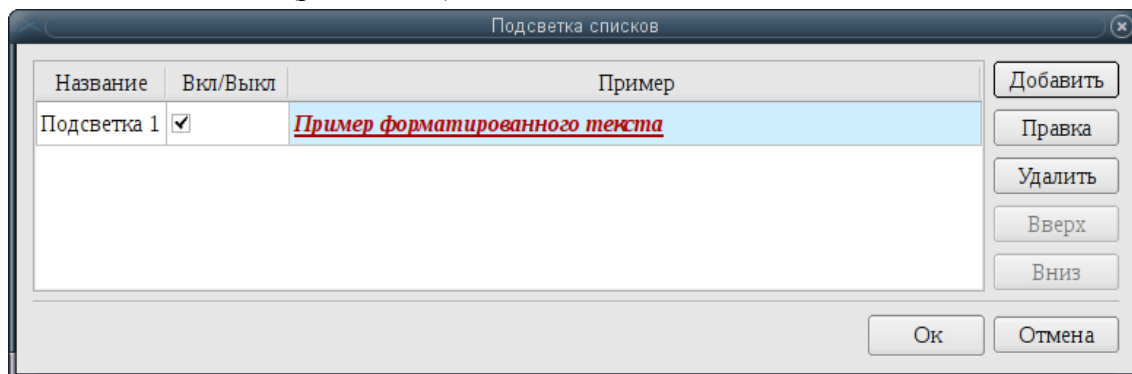 Подсветка списков
Название Вкл/Выкл Пример
Добавить
Подсветка 1 Пример форматированного текста
Правка
Удалить
Вверх
Вниз
Ок Отмена